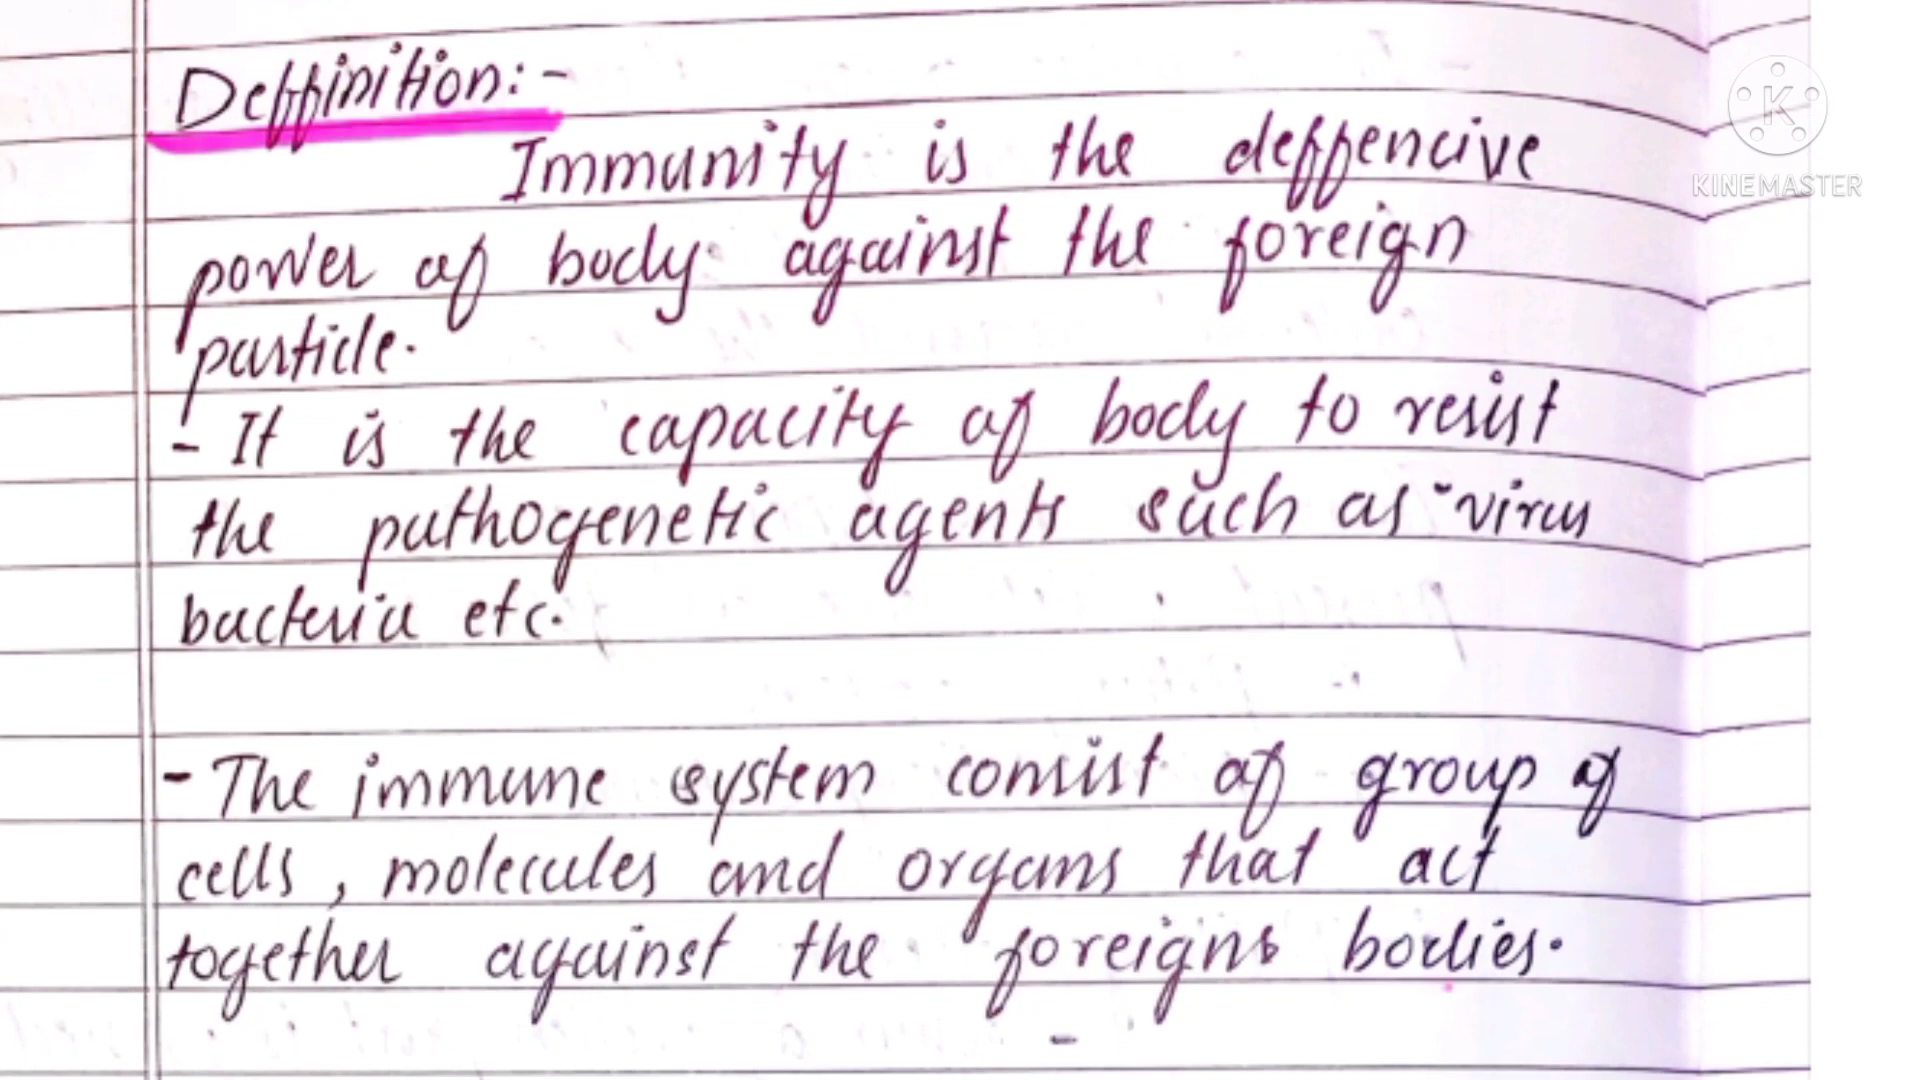 Deffinition:-
Immunity is the deffencive
power of body against the foreign
particle.
- It is the capacity of body to resist
the pathogenetic agents such as virus
bacteria etc.
- The immune system consist of group of
cells, molecules and organs that act
together against the foreigns bodies.
KINEMASTER